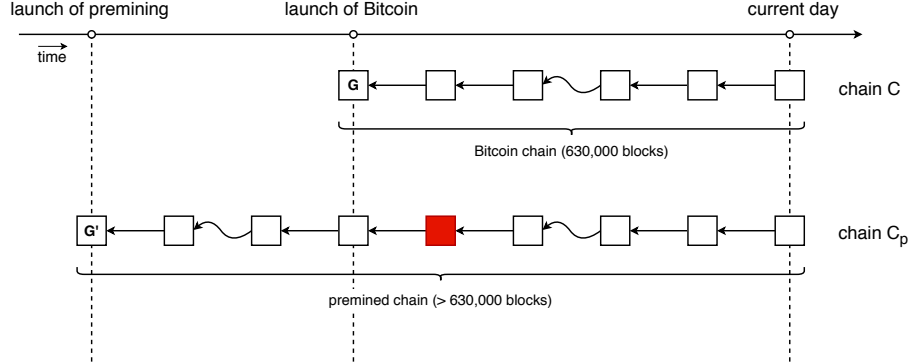 launch of premining
launch of Bitcoin
current day
time
G
chain C
Bitcoin chain (630,000 blocks)
G'
chain Cp
premined chain (> 630,000 blocks)